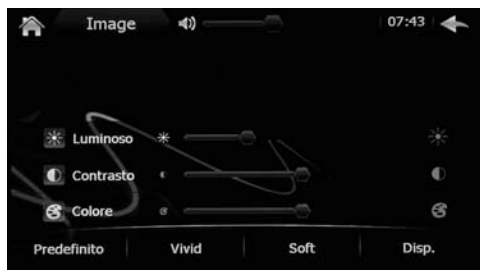 Image 07:43
Luminoso
Contrasto
Colore
Predefinito Vivid Soft Disp.